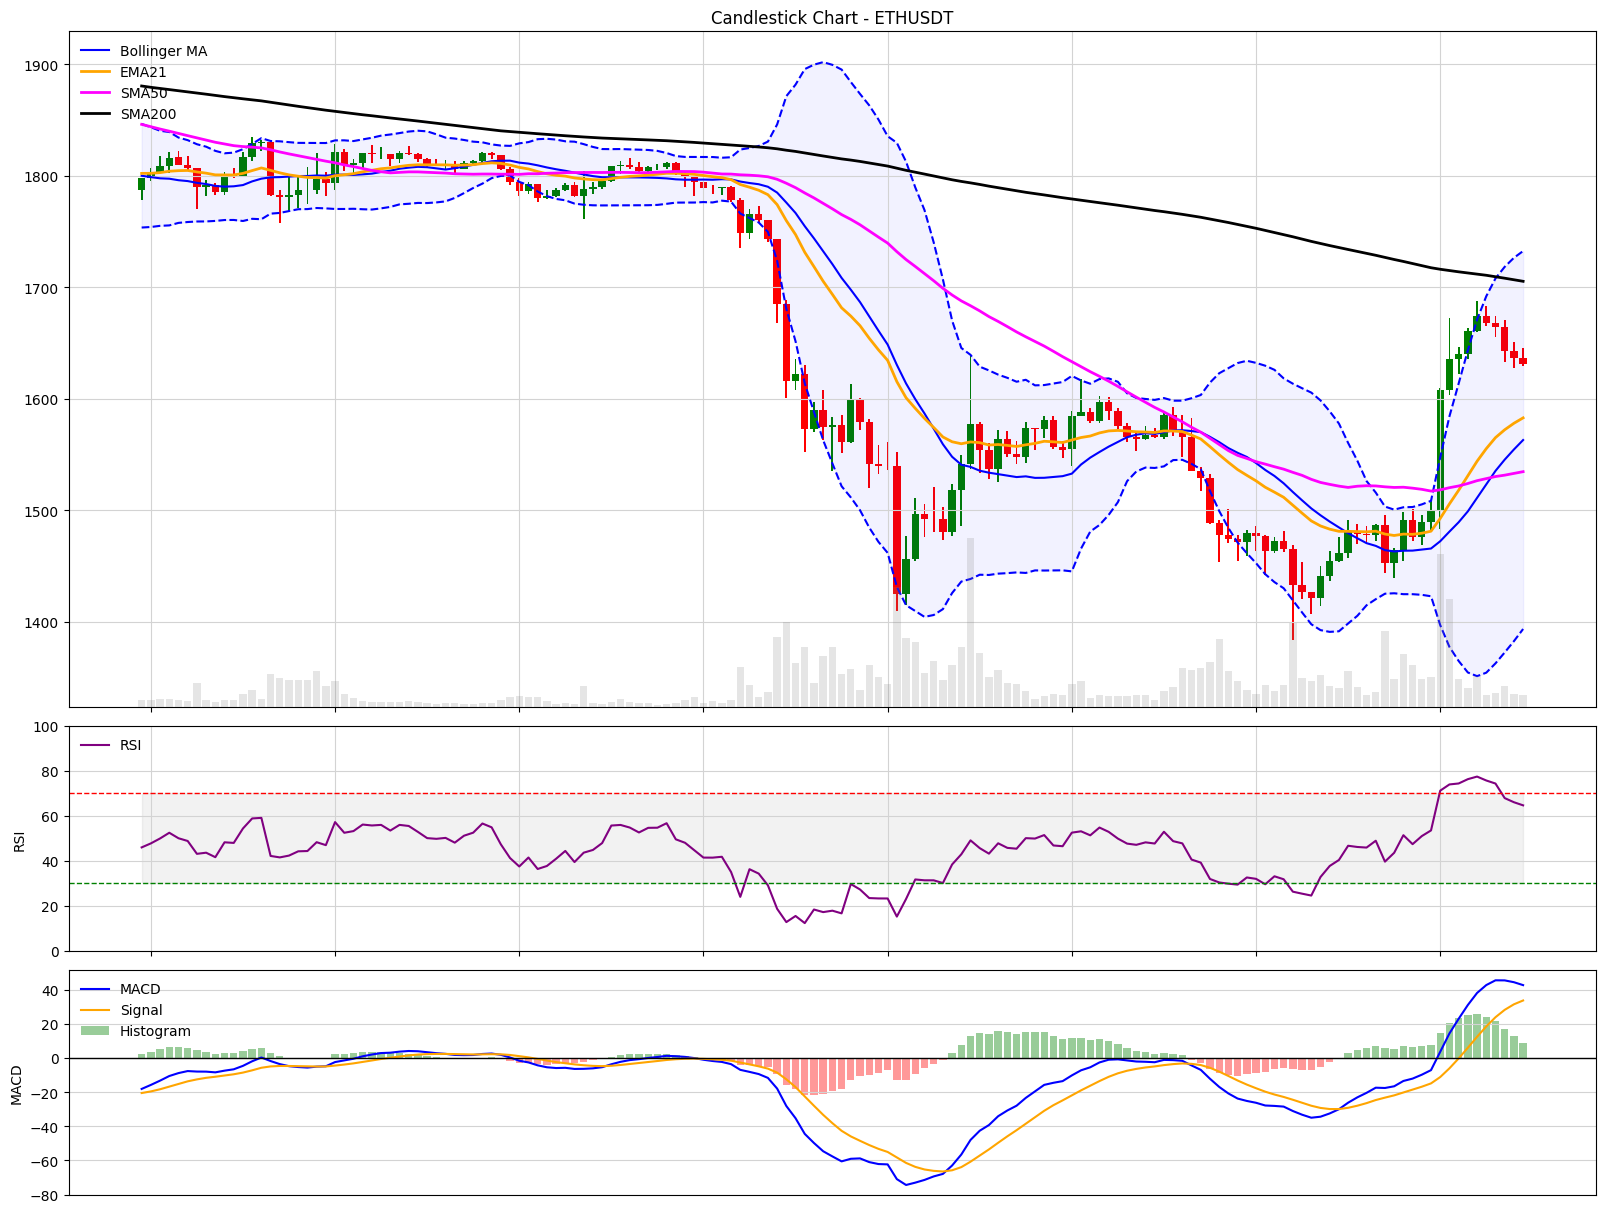 Candlestick Chart - ETHUSDT
Bollinger MA
EMA21
SMA50
SMA200
1900
1800
1700
1600
1500
1400
RSI
100
80
60
40
20
0
RSI
MACD
Signal
Histogram
40
20
0
−20
−40
−60
−80
MACD